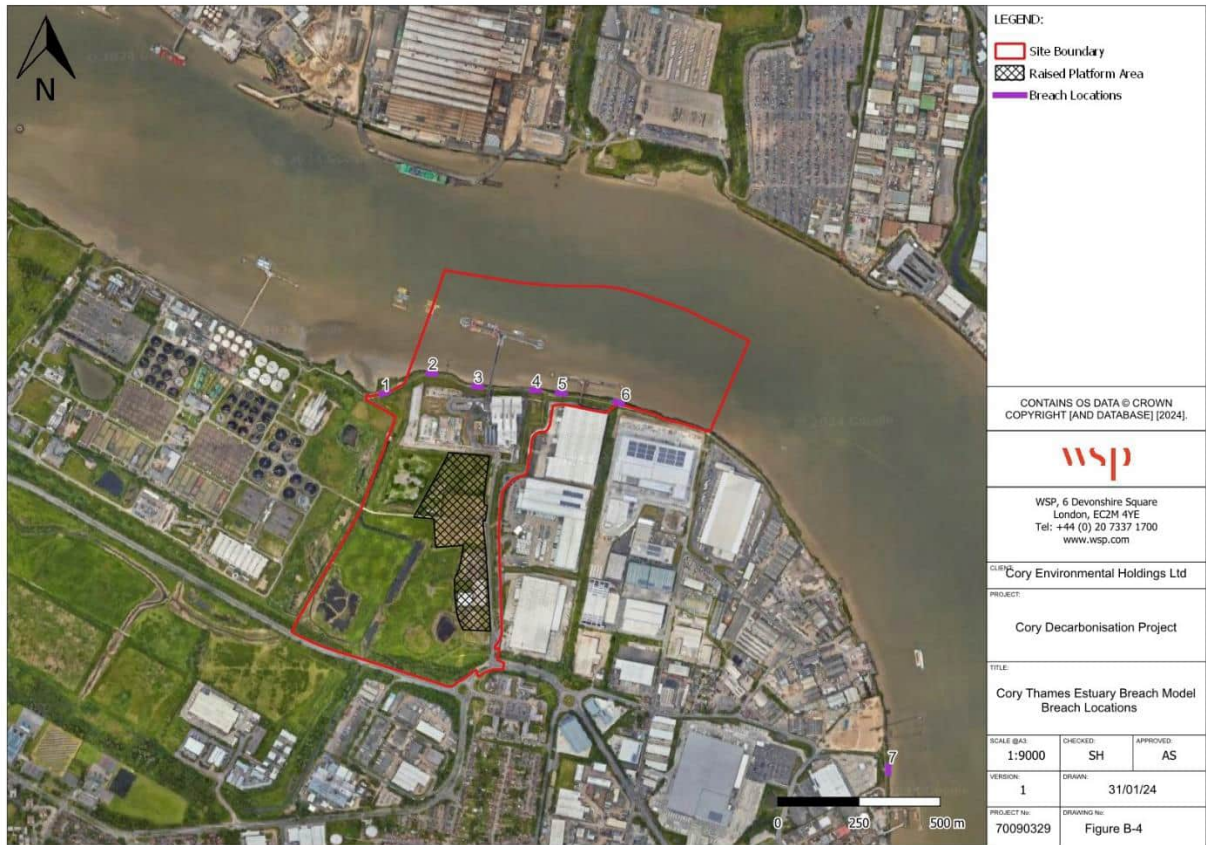 N
1
2
3
4
5
6
7
0 250 500 m
LEGEND:
Site Boundary
Raised Platform Area
Breach Locations
CONTAINS OS DATA © CROWN
COPYRIGHT [AND DATABASE] [2024].
wsp
WSP, 6 Devonshire Square
London, EC2M 4YE
Tel: +44 (0) 20 7337 1700
www.wsp.com
CLIENT:
Cory Environmental Holdings Ltd
PROJECT:
Cory Decarbonisation Project
TITLE:
Cory Thames Estuary Breach Model
Breach Locations
SCALE @A3: CHECKED: APPROVED:
1:9000 SH AS
VERSION: DRAWN:
1 31/01/24
PROJECT No: DRAWING No:
70090329 Figure B-4